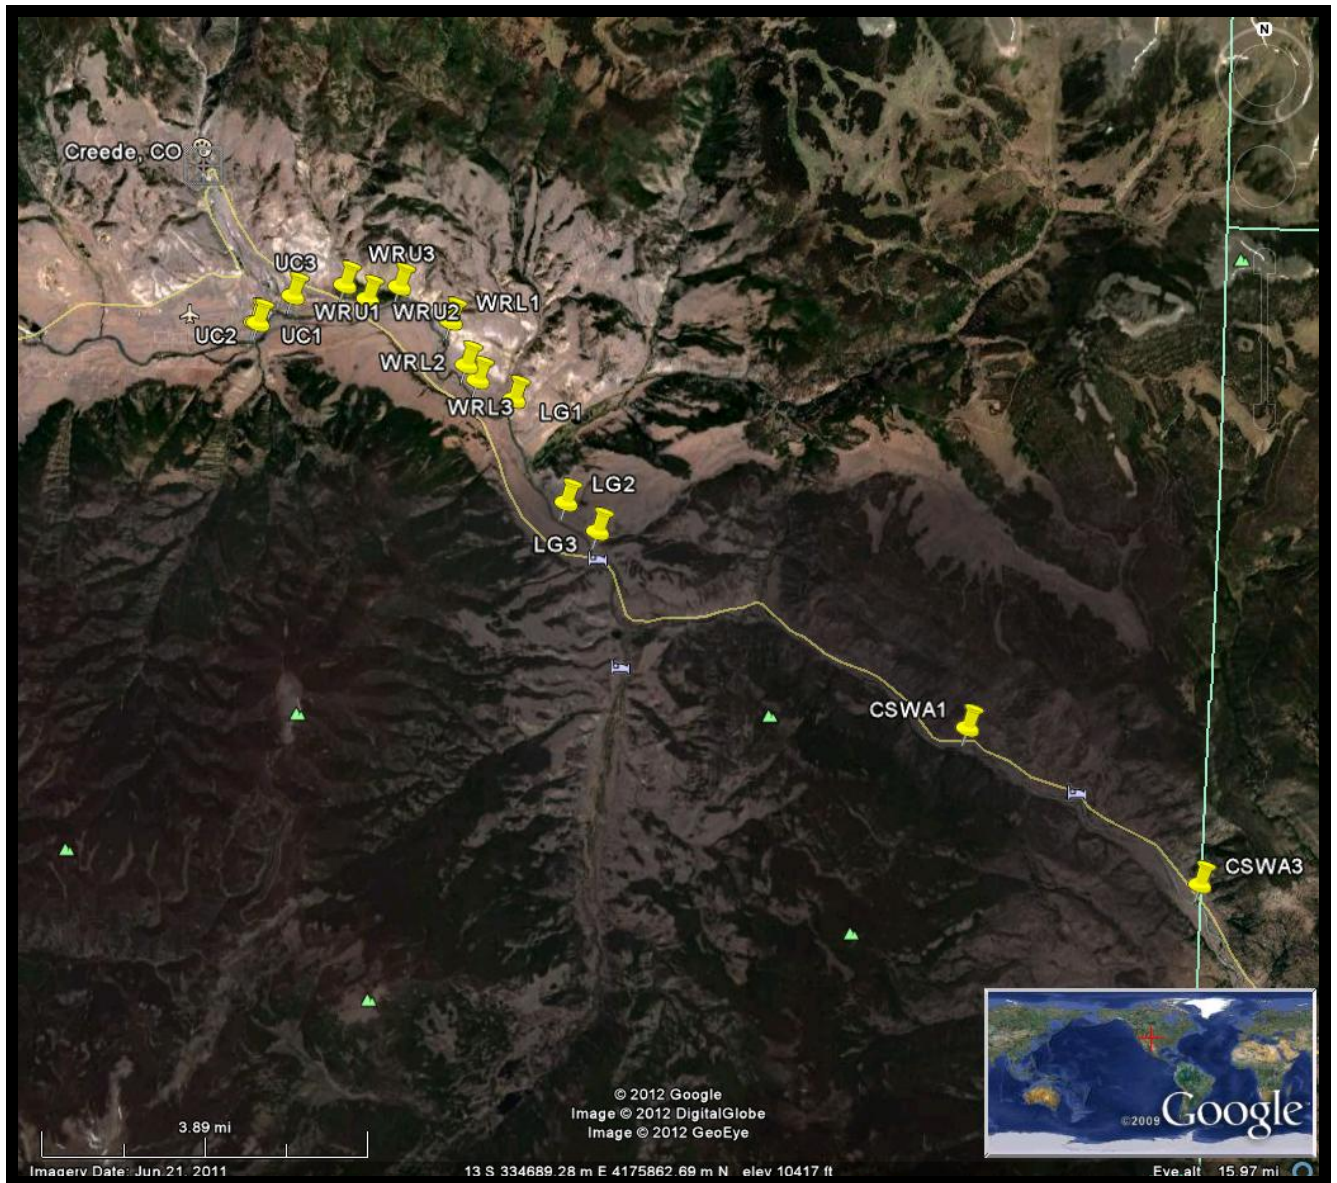 N
Creede, CO
UC3
WRU3
WRU1
WRU2
WRL1
UC2
UC1
WRL2
WRL3
LG1
LG2
LG3
CSWA1
CSWA3
© 2012 Google
Image © 2012 DigitalGlobe
Image © 2012 GeoEye
©2009 Google™
3.89 mi
Imagery Date: Jun 21, 2011
13 S 334689.28 m E 4175862.69 m N elev 10417 ft
Eye alt 15.97 mi